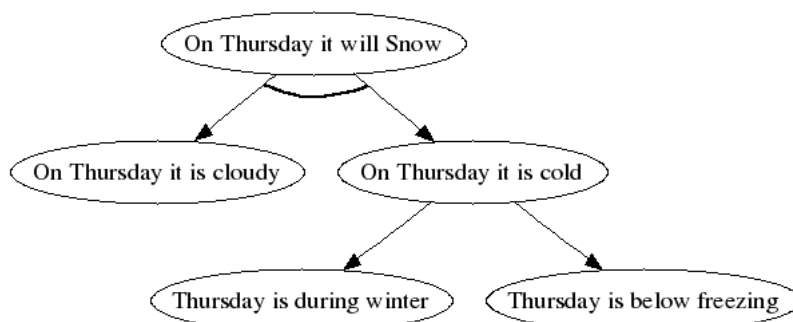 On Thursday it will Snow
On Thursday it is cloudy
On Thursday it is cold
Thursday is during winter
Thursday is below freezing